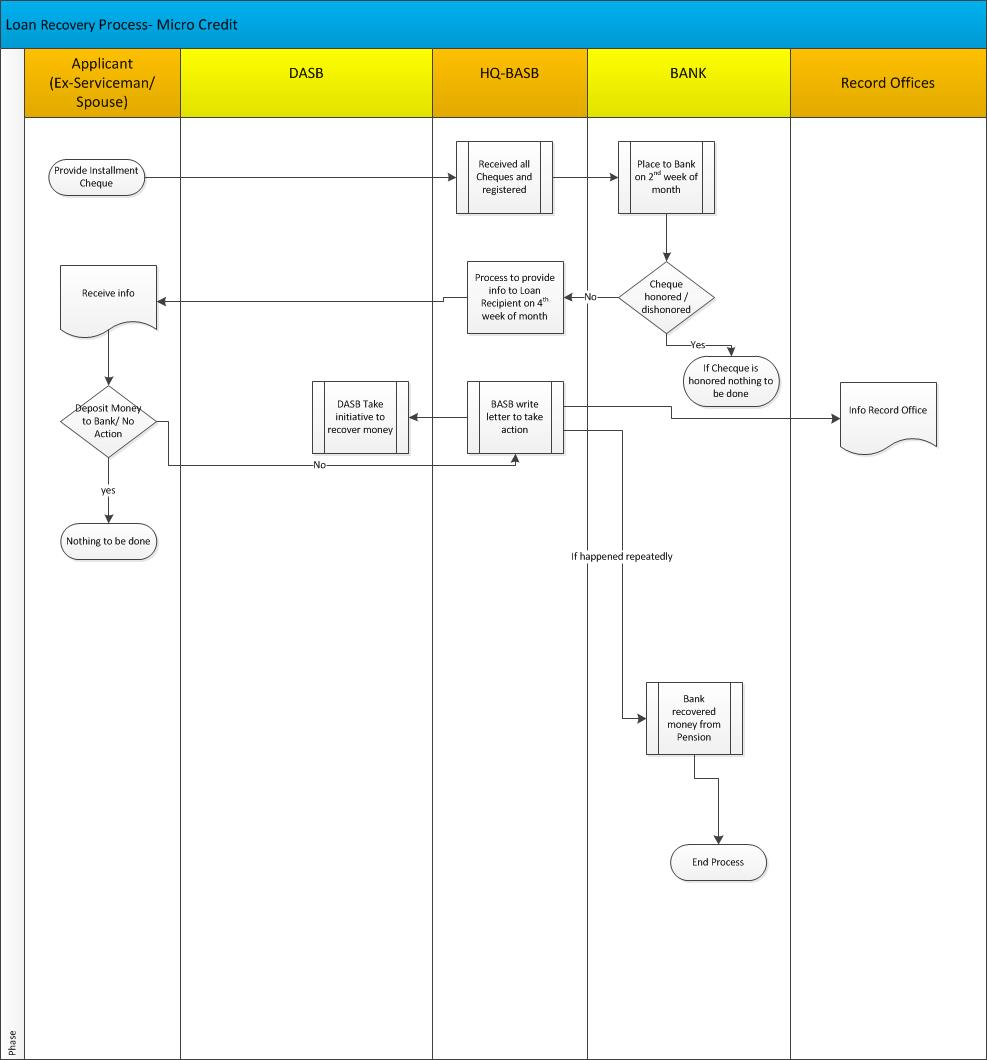 Loan Recovery Process- Micro Credit
Applicant
(Ex-Serviceman/
Spouse)
DASB
HQ-BASB
BANK
Record Offices
Provide Installment
Cheque
Received all
Cheques and
registered
Place to Bank
on 2nd week of
month
Receive info
Process to provide
info to Loan
Recipient on 4th
week of month
No
Cheque
honored /
dishonored
Yes
If Checque is
honored nothing to
be done
Deposit Money
to Bank/ No
Action
DASB Take
initiative to
recover money
BASB write
letter to take
action
Info Record Office
No
yes
Nothing to be done
If happened repeatedly
Bank
recovered
money from
Pension
End Process
Phase